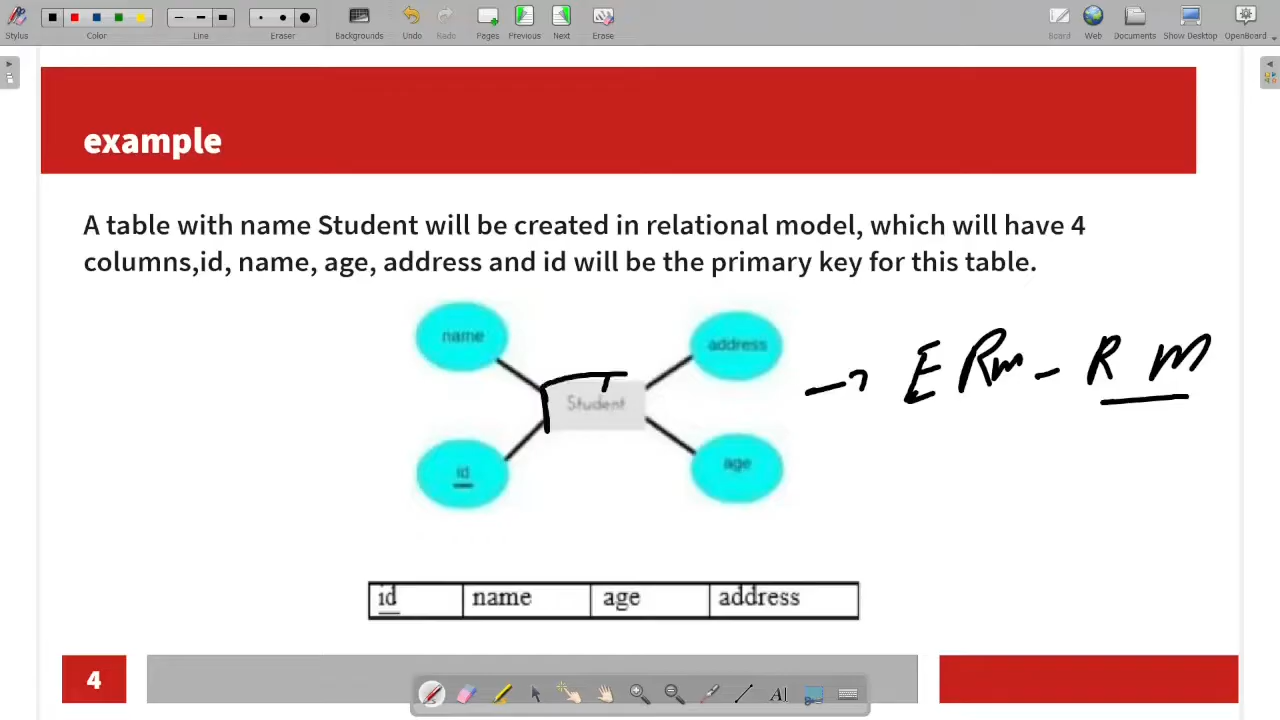 Stylus Color Line Eraser Backgrounds Undo Redo Pages Previous Next Erase Board Web Documents Show Desktop OpenBoard
example
A table with name Student will be created in relational model, which will have 4
columns,id, name, age, address and id will be the primary key for this table.
name address
→ ERm - RM
Student
id age
id name age address
4